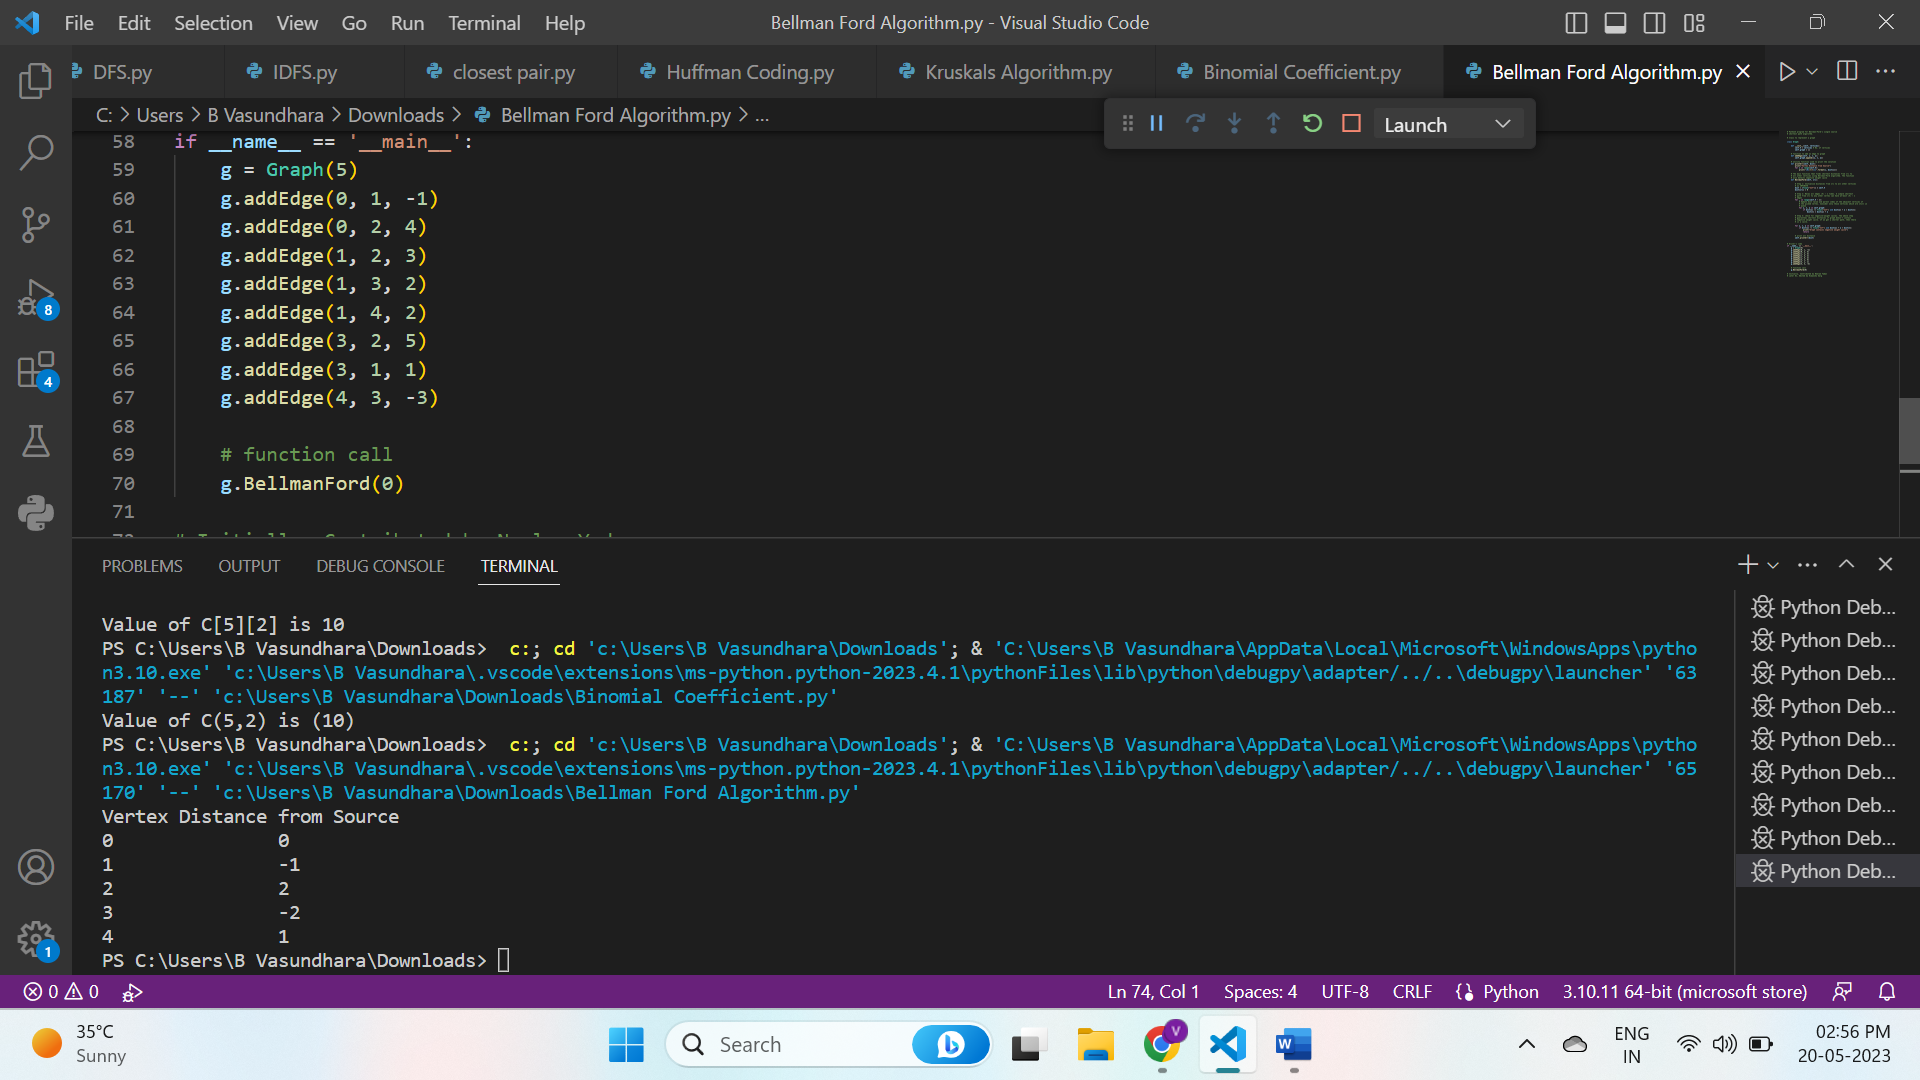 File Edit Selection View Go Run Terminal Help
Bellman Ford Algorithm.py - Visual Studio Code
DFS.py IDFS.py closest pair.py Huffman Coding.py Kruskals Algorithm.py Binomial Coefficient.py Bellman Ford Algorithm.py
C: > Users > B Vasundhara > Downloads > Bellman Ford Algorithm.py > ...
Launch
58 if __name__ == '__main__':
59 g = Graph(5)
60 g.addEdge(0, 1, -1)
61 g.addEdge(0, 2, 4)
62 g.addEdge(1, 2, 3)
63 g.addEdge(1, 3, 2)
64 g.addEdge(1, 4, 2)
65 g.addEdge(3, 2, 5)
66 g.addEdge(3, 1, 1)
67 g.addEdge(4, 3, -3)
68
69 # function call
70 g.BellmanFord(0)
71
8
4
1
PROBLEMS OUTPUT DEBUG CONSOLE TERMINAL
Value of C[5][2] is 10
PS C:\Users\B Vasundhara\Downloads>  c:; cd 'c:\Users\B Vasundhara\Downloads'; & 'C:\Users\B Vasundhara\AppData\Local\Microsoft\WindowsApps\pytho
n3.10.exe' 'c:\Users\B Vasundhara\.vscode\extensions\ms-python.python-2023.4.1\pythonFiles\lib\python\debugpy\adapter/../..\debugpy\launcher' '63
187' '--' 'c:\Users\B Vasundhara\Downloads\Binomial Coefficient.py'
Value of C(5,2) is (10)
PS C:\Users\B Vasundhara\Downloads>  c:; cd 'c:\Users\B Vasundhara\Downloads'; & 'C:\Users\B Vasundhara\AppData\Local\Microsoft\WindowsApps\pytho
n3.10.exe' 'c:\Users\B Vasundhara\.vscode\extensions\ms-python.python-2023.4.1\pythonFiles\lib\python\debugpy\adapter/../..\debugpy\launcher' '65
170' '--' 'c:\Users\B Vasundhara\Downloads\Bellman Ford Algorithm.py'
Vertex Distance from Source
0 0
1 -1
2 2
3 -2
4 1
PS C:\Users\B Vasundhara\Downloads>
Python Deb...
Python Deb...
Python Deb...
Python Deb...
Python Deb...
Python Deb...
Python Deb...
Python Deb...
Python Deb...
0 0 Ln 74, Col 1 Spaces: 4 UTF-8 CRLF Python 3.10.11 64-bit (microsoft store)
35°C
Sunny
Search
V
W
ENG
IN
02:56 PM
20-05-2023